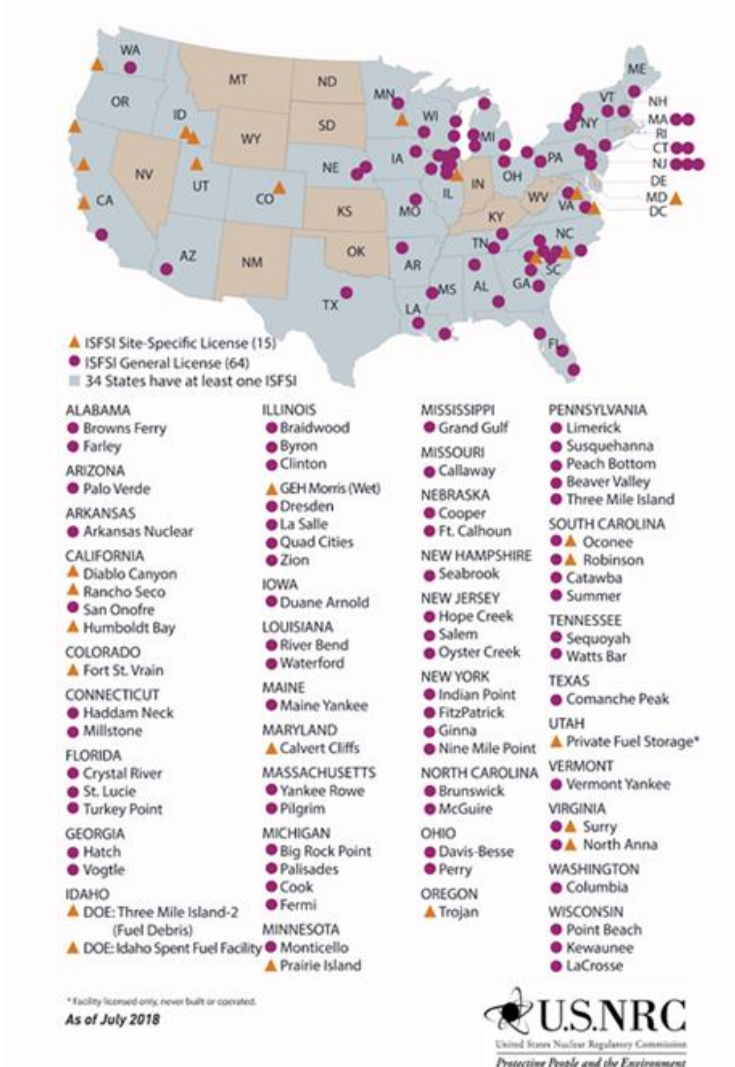 WA
MT
ND
MN
ME
OR
ID
SD
WI
VT
NH
WY
MI
NY
MA
RI
CT
NV
NE
IA
PA
NJ
UT
CO
IL
IN
OH
DE
CA
KS
MO
WV
VA
MD
KY
DC
AZ
NM
OK
AR
TN
NC
SC
TX
MS
AL
GA
LA
FL
ISFSI Site-Specific License (15)
ISFSI General License (64)
34 States have at least one ISFSI
ALABAMA
Browns Ferry
Farley
ARIZONA
Palo Verde
ARKANSAS
Arkansas Nuclear
CALIFORNIA
Diablo Canyon
Rancho Seco
San Onofre
Humboldt Bay
COLORADO
Fort St. Vrain
CONNECTICUT
Haddam Neck
Millstone
FLORIDA
Crystal River
St. Lucie
Turkey Point
GEORGIA
Hatch
Vogtle
IDAHO
DOE: Three Mile Island-2
(Fuel Debris)
DOE: Idaho Spent Fuel Facility
ILLINOIS
Braidwood
Byron
Clinton
GEH Morris (Wet)
Dresden
La Salle
Quad Cities
Zion
IOWA
Duane Arnold
LOUISIANA
River Bend
Waterford
MAINE
Maine Yankee
MARYLAND
Calvert Cliffs
MASSACHUSETTS
Yankee Rowe
Pilgrim
MICHIGAN
Big Rock Point
Palisades
Cook
Fermi
MINNESOTA
Monticello
Prairie Island
MISSISSIPPI
Grand Gulf
MISSOURI
Callaway
NEBRASKA
Cooper
Ft. Calhoun
NEW HAMPSHIRE
Seabrook
NEW JERSEY
Hope Creek
Salem
Oyster Creek
NEW YORK
Indian Point
FitzPatrick
Ginna
Nine Mile Point
NORTH CAROLINA
Brunswick
McGuire
OHIO
Davis-Besse
Perry
OREGON
Trojan
PENNSYLVANIA
Limerick
Susquehanna
Peach Bottom
Beaver Valley
Three Mile Island
SOUTH CAROLINA
Oconee
Robinson
Catawba
Summer
TENNESSEE
Sequoyah
Watts Bar
TEXAS
Comanche Peak
UTAH
Private Fuel Storage*
VERMONT
Vermont Yankee
VIRGINIA
Surry
North Anna
WASHINGTON
Columbia
WISCONSIN
Point Beach
Kewaunee
LaCrosse
* Facility licensed only, never built or operated.
As of July 2018
U.S.NRC
United States Nuclear Regulatory Commission
Protecting People and the Environment